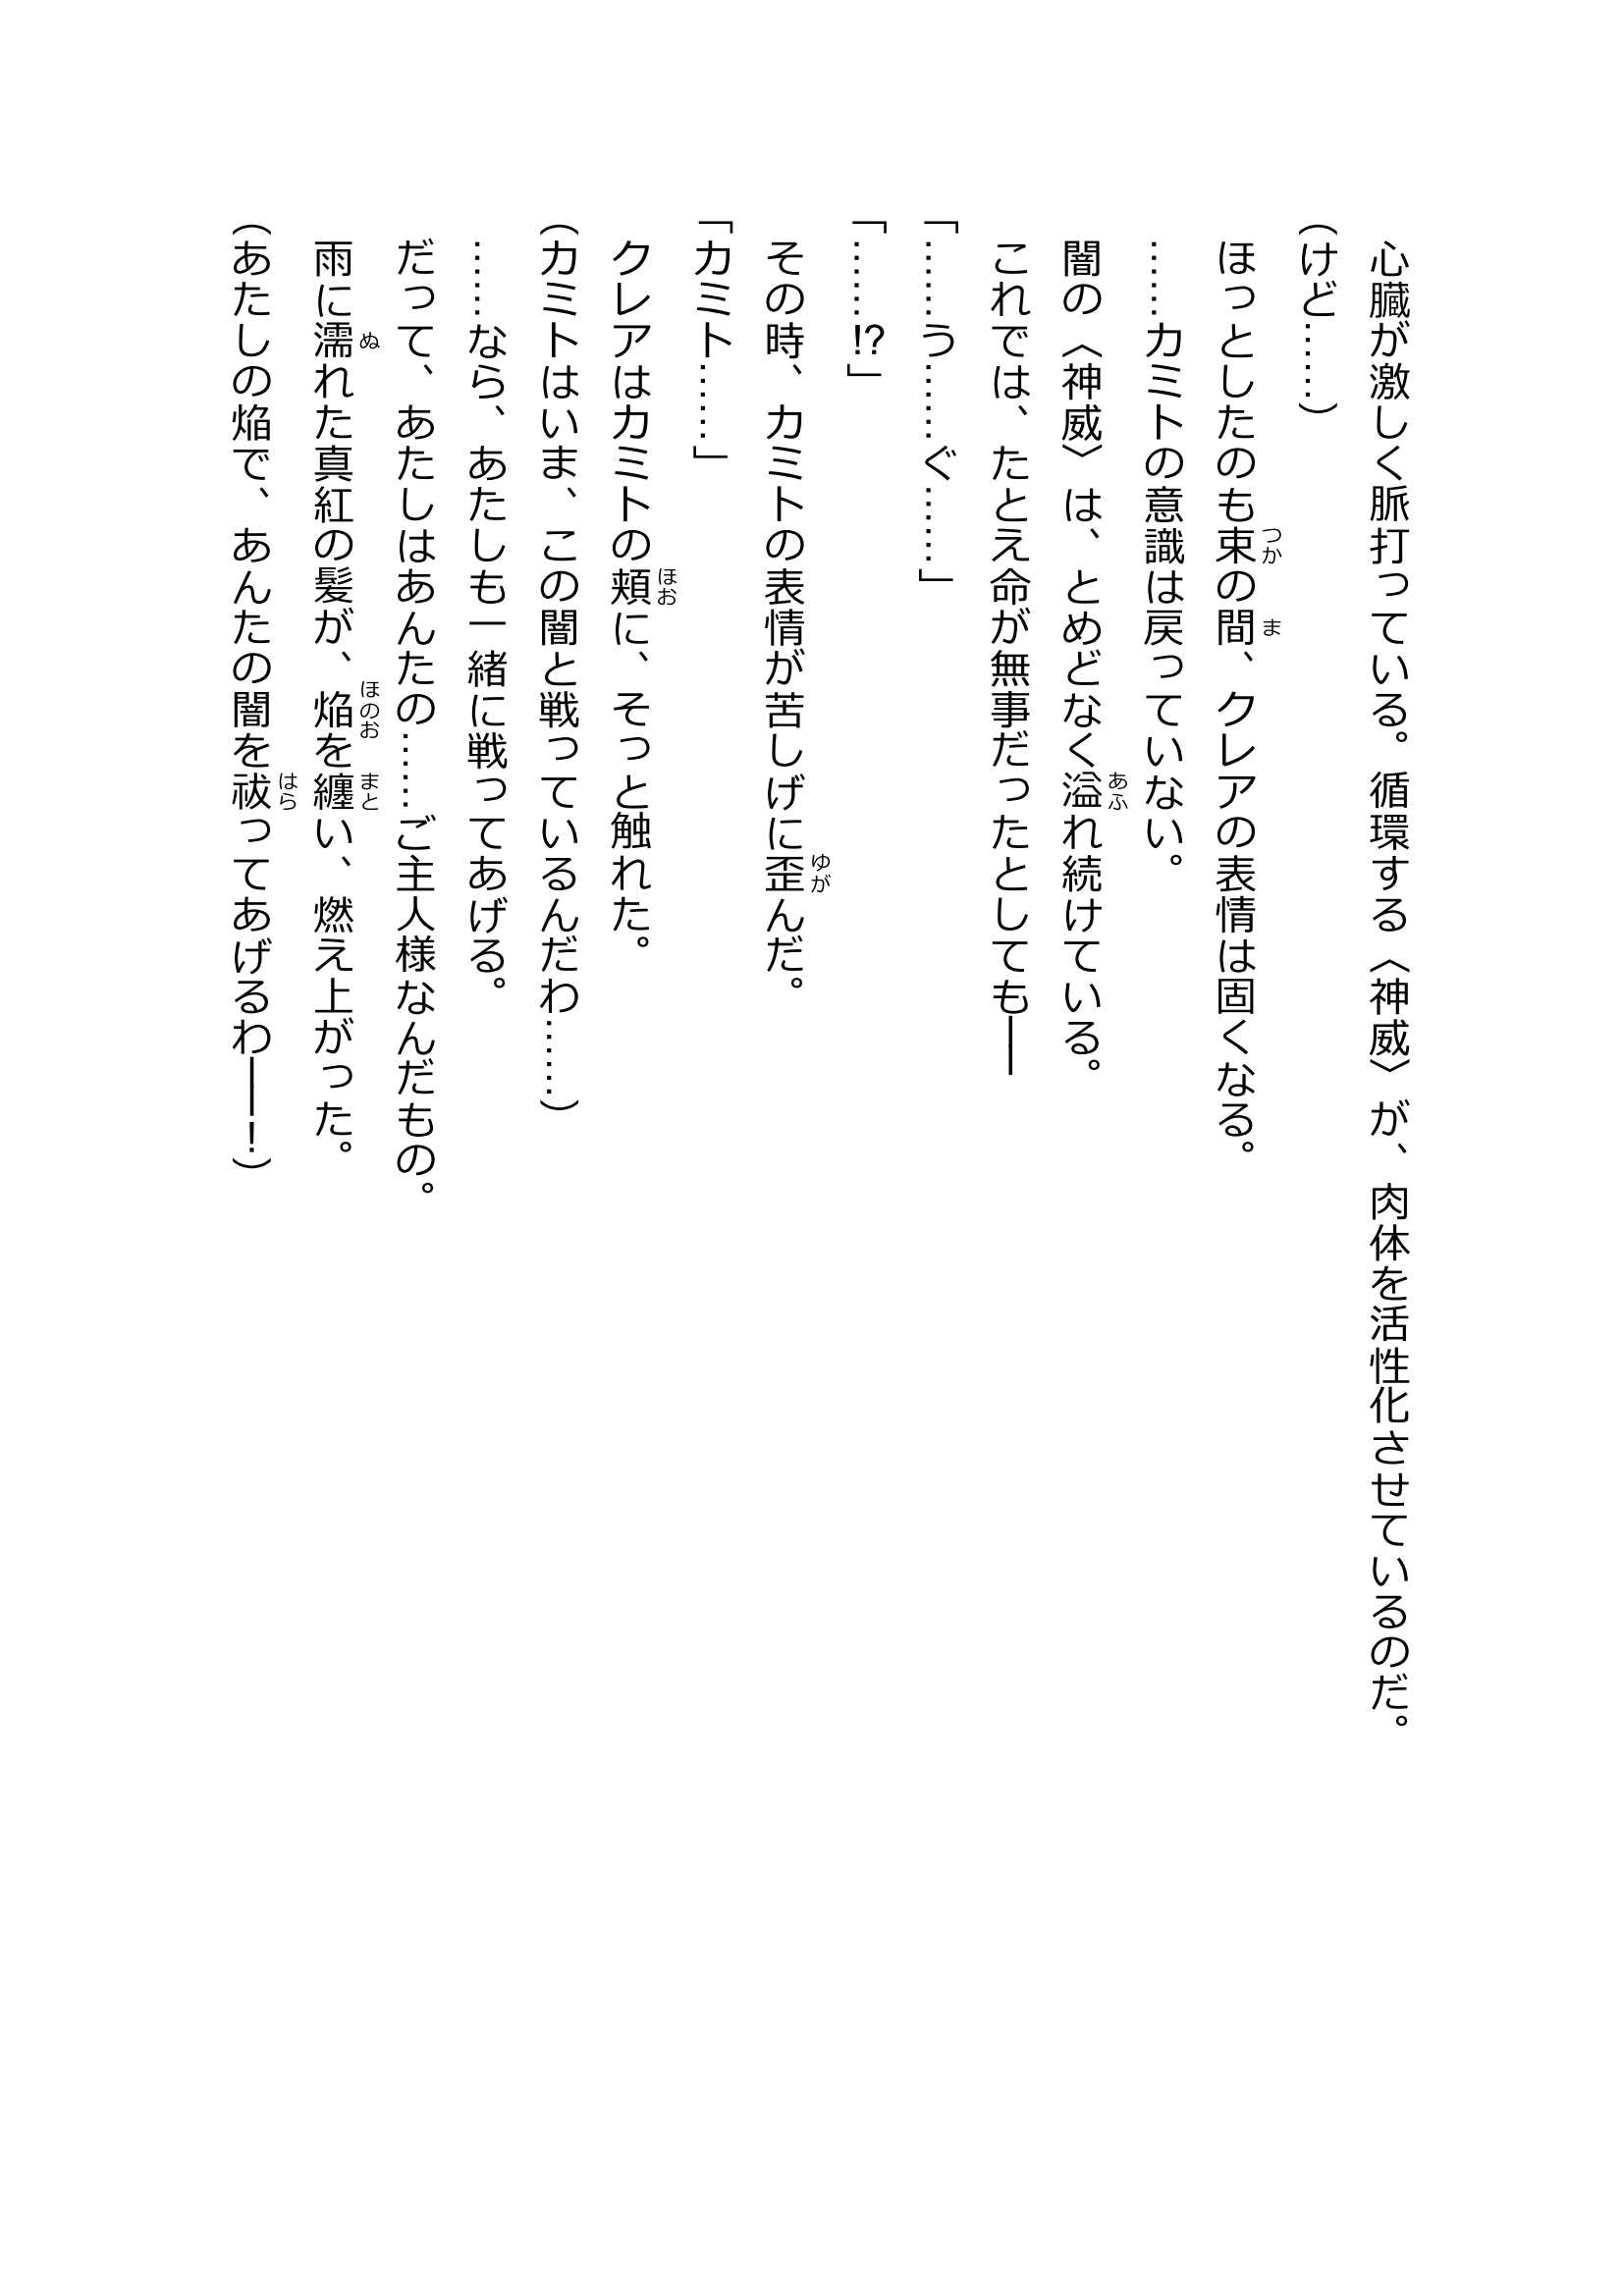 心臓が激しく脈打っている。循環する〈神威〉が、肉体を活性化させているのだ。
（けど……）
　ほっとしたのも束の間、クレアの表情は固くなる。
　……カミトの意識は戻っていない。
　闇の〈神威〉は、とめどなく溢れ続けている。
　これでは、たとえ命が無事だったとしても――
「……う……ぐ……」
「……!?」
　その時、カミトの表情が苦しげに歪んだ。
「カミト……」
　クレアはカミトの頬に、そっと触れた。
（カミトはいま、この闇と戦っているんだわ……）
　……なら、あたしも一緒に戦ってあげる。
　だって、あたしはあんたの……ご主人様なんだもの。
　雨に濡れた真紅の髪が、焔を纏い、燃え上がった。
（あたしの焔で、あんたの闇を祓ってあげるわ――！）